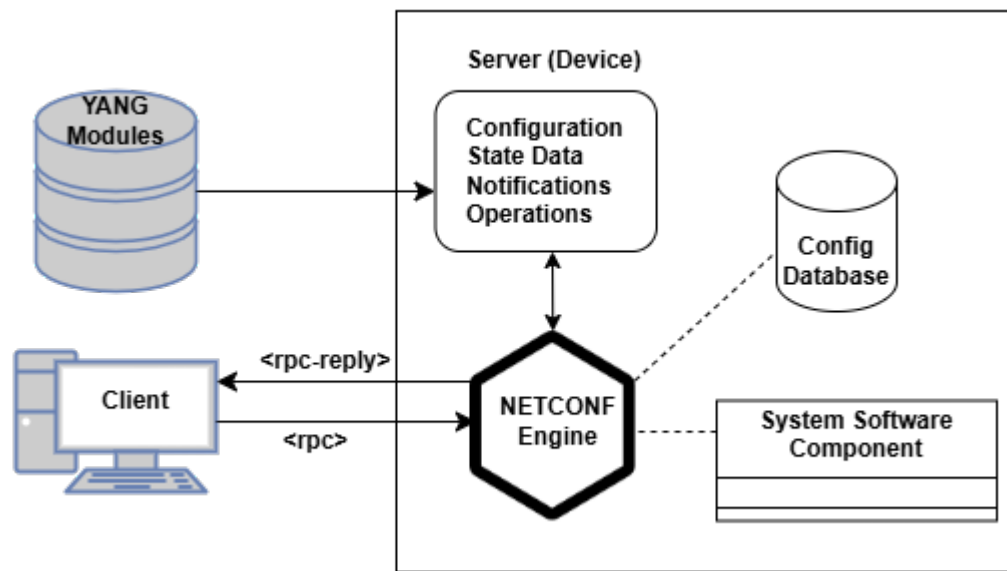 Server (Device)
YANG
Modules
Configuration
State Data
Notifications
Operations
Config
Database
<rpc-reply>
Client
<rpc>
NETCONF
Engine
System Software
Component